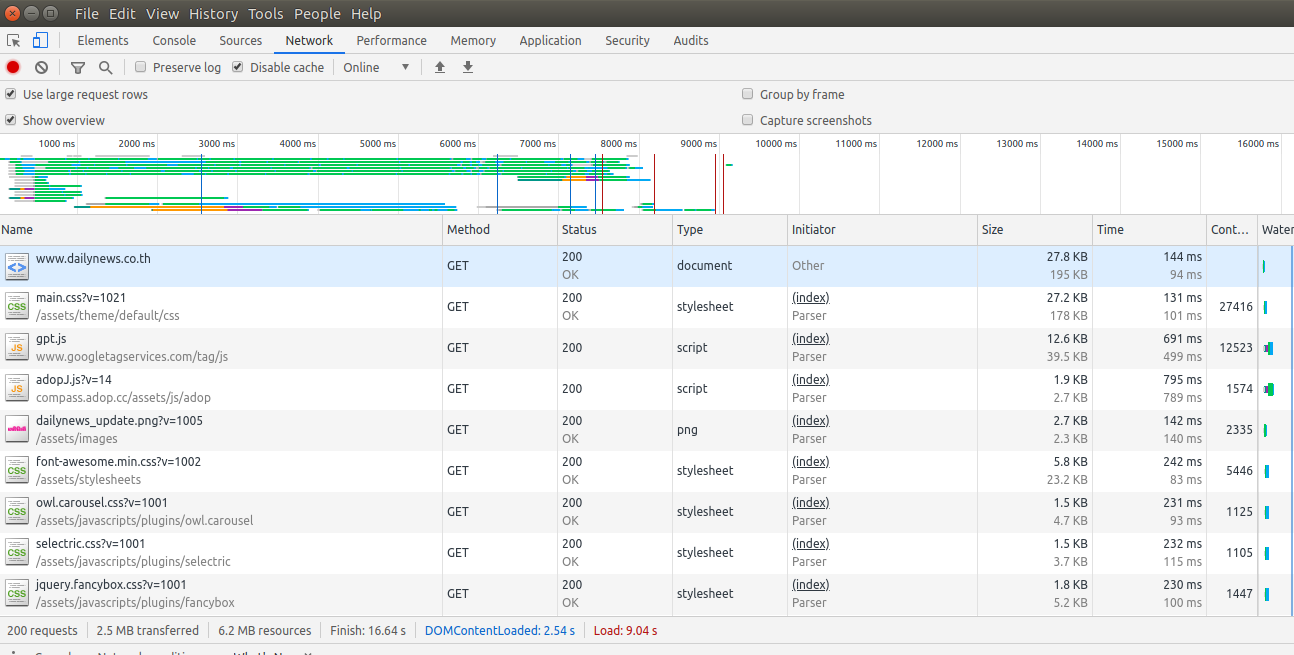 File Edit View History Tools People Help
Elements Console Sources Network Performance Memory Application Security Audits
Preserve log Disable cache Online
Use large request rows Group by frame
Show overview Capture screenshots
1000 ms 2000 ms 3000 ms 4000 ms 5000 ms 6000 ms 7000 ms 8000 ms 9000 ms 10000 ms 11000 ms 12000 ms 13000 ms 14000 ms 15000 ms 16000 ms
Name Method Status Type Initiator Size Time Cont... Water
www.dailynews.co.th GET 200 document Other 27.8 KB 144 ms
OK 195 KB 94 ms
main.css?v=1021 GET 200 stylesheet (index) 27.2 KB 131 ms 27416
/assets/theme/default/css OK Parser 178 KB 101 ms
gpt.js GET 200 script (index) 12.6 KB 691 ms 12523
www.googletagservices.com/tag/js Parser 39.5 KB 499 ms
adopJ.js?v=14 GET 200 script (index) 1.9 KB 795 ms 1574
compass.adop.cc/assets/js/adop Parser 2.7 KB 789 ms
dailynews_update.png?v=1005 GET 200 png (index) 2.7 KB 142 ms 2335
/assets/images OK Parser 2.3 KB 140 ms
font-awesome.min.css?v=1002 GET 200 stylesheet (index) 5.8 KB 242 ms 5446
/assets/stylesheets OK Parser 23.2 KB 83 ms
owl.carousel.css?v=1001 GET 200 stylesheet (index) 1.5 KB 231 ms 1125
/assets/javascripts/plugins/owl.carousel OK Parser 4.7 KB 93 ms
selectric.css?v=1001 GET 200 stylesheet (index) 1.5 KB 232 ms 1105
/assets/javascripts/plugins/selectric OK Parser 3.7 KB 115 ms
jquery.fancybox.css?v=1001 GET 200 stylesheet (index) 1.8 KB 230 ms 1447
/assets/javascripts/plugins/fancybox OK Parser 5.2 KB 100 ms
200 requests 2.5 MB transferred 6.2 MB resources Finish: 16.64 s DOMContentLoaded: 2.54 s Load: 9.04 s